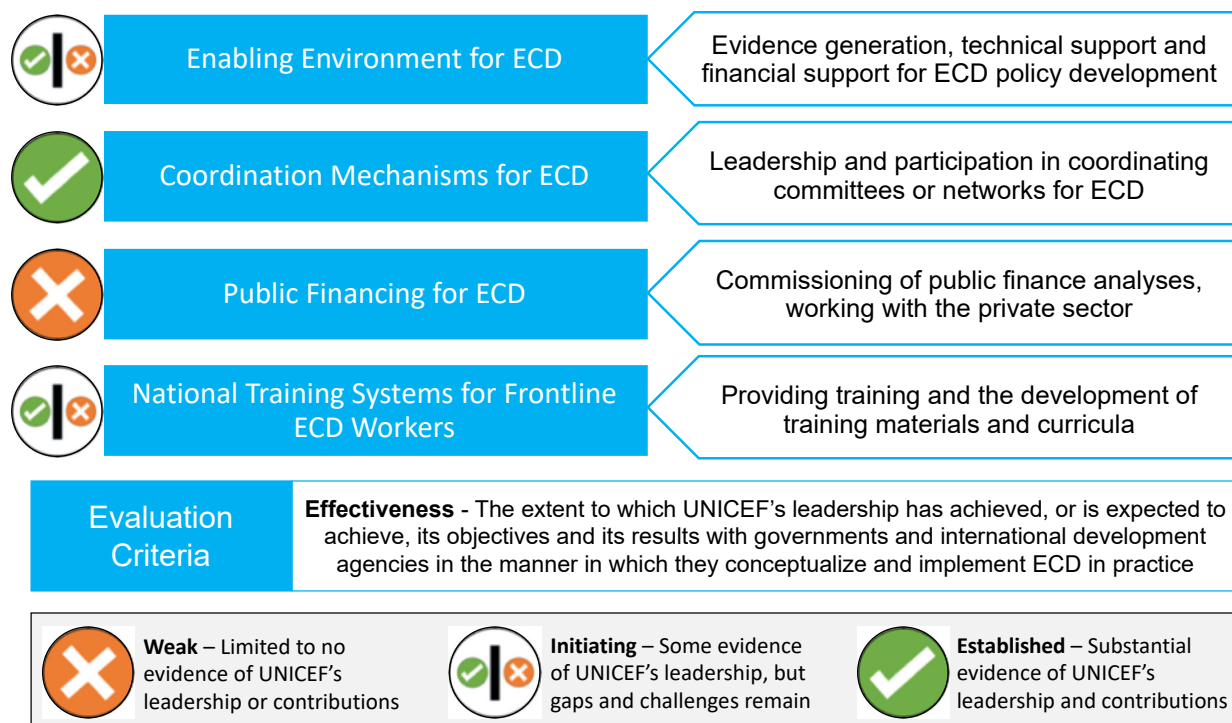 Enabling Environment for ECD
Evidence generation, technical support and
financial support for ECD policy development
Coordination Mechanisms for ECD
Leadership and participation in coordinating
committees or networks for ECD
Public Financing for ECD
Commissioning of public finance analyses,
working with the private sector
National Training Systems for Frontline
ECD Workers
Providing training and the development of
training materials and curricula
Evaluation
Criteria
Effectiveness - The extent to which UNICEF’s leadership has achieved, or is expected to
achieve, its objectives and its results with governments and international development
agencies in the manner in which they conceptualize and implement ECD in practice
Weak – Limited to no
evidence of UNICEF’s
leadership or contributions
Initiating – Some evidence
of UNICEF’s leadership, but
gaps and challenges remain
Established – Substantial
evidence of UNICEF’s
leadership and contributions